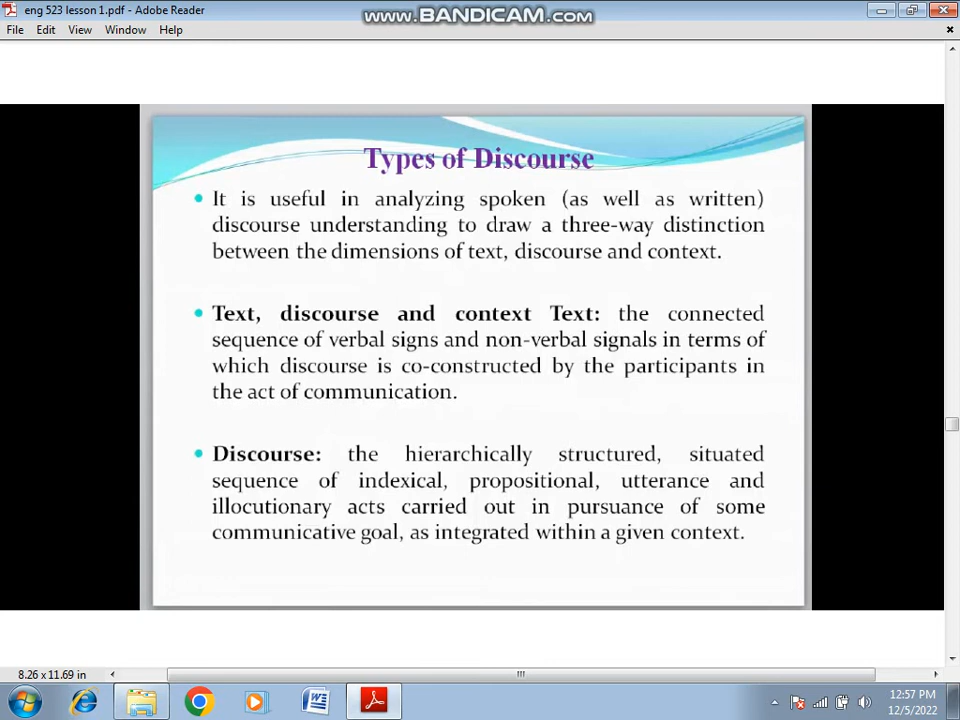 eng 523 lesson 1.pdf - Adobe Reader
www.BANDICAM.com
File Edit View Window Help
Types of Discourse
• It is useful in analyzing spoken (as well as written)
discourse understanding to draw a three-way distinction
between the dimensions of text, discourse and context.
• Text, discourse and context Text: the connected
sequence of verbal signs and non-verbal signals in terms of
which discourse is co-constructed by the participants in
the act of communication.
• Discourse: the hierarchically structured, situated
sequence of indexical, propositional, utterance and
illocutionary acts carried out in pursuance of some
communicative goal, as integrated within a given context.
8.26 x 11.69 in
12:57 PM
12/5/2022